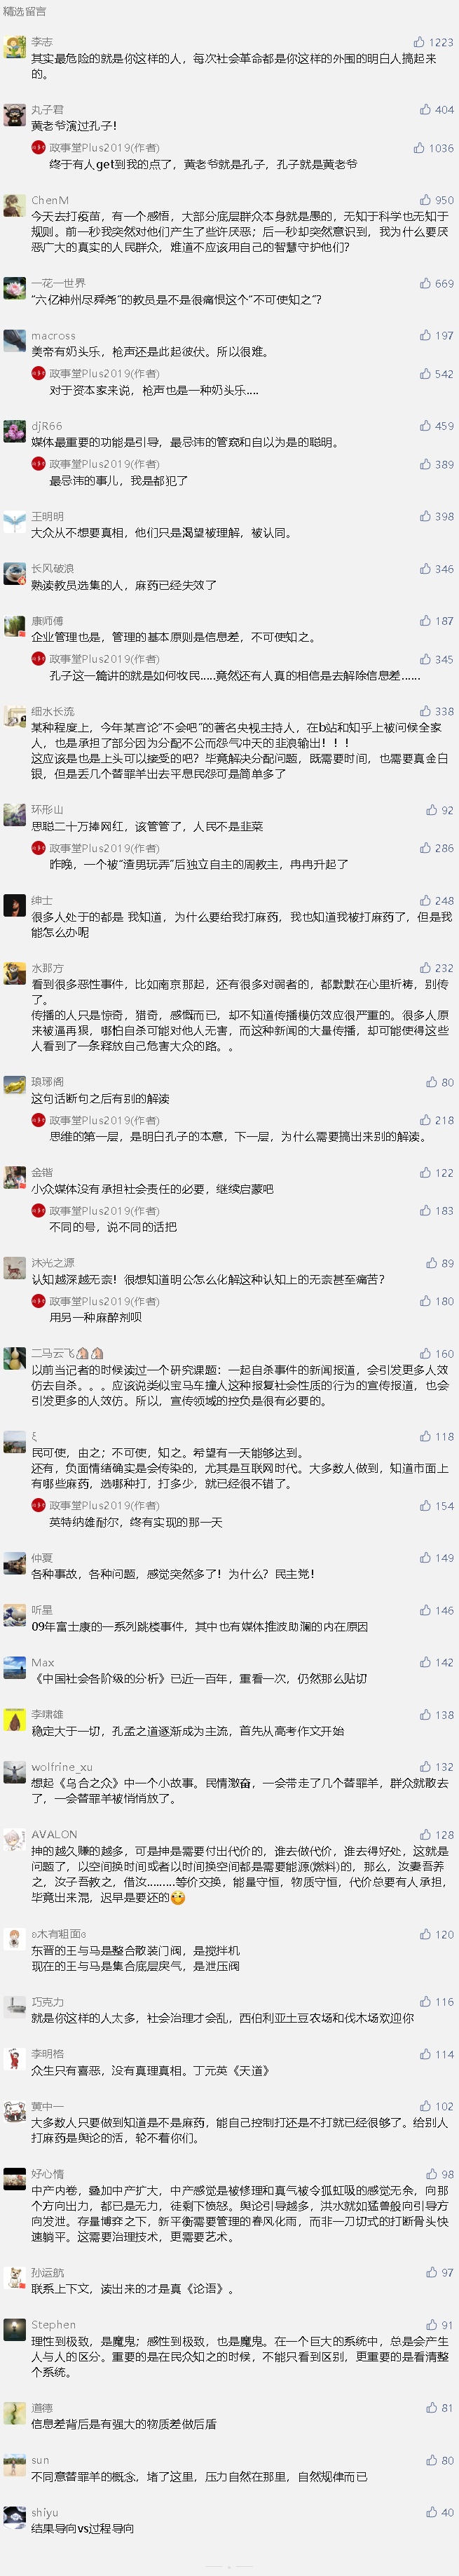 精选留言
李志 1223
其实最危险的就是你这样的人，每次社会革命都是你这样的外围的明白人搞起来
的。
丸子君 404
黄老爷演过孔子！
政事堂Plus2019(作者) 1036
终于有人get到我的点了，黄老爷就是孔子，孔子就是黄老爷
ChenM 950
今天去打疫苗，有一个感悟，大部分底层群众本身就是愚的，无知于科学也无知于
规则。前一秒我突然对他们产生了些许厌恶；后一秒却突然意识到，我为什么要厌
恶广大的真实的人民群众，难道不应该用自己的智慧守护他们？
一花一世界 669
“六亿神州尽舜尧”的教员是不是很痛恨这个“不可使知之”？
macross 197
美帝有奶头乐，枪声还是此起彼伏。所以很难。
政事堂Plus2019(作者) 542
对于资本家来说，枪声也是一种奶头乐....
djR66 459
媒体最重要的功能是引导，最忌讳的管窥和自以为是的聪明。
政事堂Plus2019(作者) 389
最忌讳的事儿，我是都犯了
王明明 398
大众从不想要真相，他们只是渴望被理解，被认同。
长风破浪 346
熟读教员选集的人，麻药已经失效了
康师傅 187
企业管理也是，管理的基本原则是信息差，不可使知之。
政事堂Plus2019(作者) 345
孔子这一篇讲的就是如何牧民.....竟然还有人真的相信是去解除信息差......
细水长流 338
某种程度上，今年某言论“不会吧”的著名央视主持人，在b站和知乎上被问候全家
人，也是承担了部分因为分配不公而怨气冲天的韭浪输出！！！
这应该是也是上头可以接受的吧？毕竟解决分配问题，既需要时间，也需要真金白
银，但是丢几个替罪羊出去平息民怨可是简单多了
环形山 92
思聪二十万捧网红，该管管了，人民不是韭菜
政事堂Plus2019(作者) 286
昨晚，一个被“渣男玩弄”后独立自主的周教主，冉冉升起了
绅士 248
很多人处于的都是 我知道，为什么要给我打麻药，我也知道我被打麻药了，但是我
能怎么办呢
水那方 232
看到很多恶性事件，比如南京那起，还有很多对弱者的，都默默在心里祈祷，别传
了。
传播的人只是惊奇，猎奇，感慨而已，却不知道传播模仿效应很严重的。很多人原
来被逼再狠，哪怕自杀可能对他人无害，而这种新闻的大量传播，却可能使得这些
人看到了一条释放自己危害大众的路。。
琅琊阁 80
这句话断句之后有别的解读
政事堂Plus2019(作者) 218
思维的第一层，是明白孔子的本意，下一层，为什么需要搞出来别的解读。
金锴 122
小众媒体没有承担社会责任的必要，继续启蒙吧
政事堂Plus2019(作者) 183
不同的号，说不同的话把
沐光之源 89
认知越深越无奈！很想知道明公怎么化解这种认知上的无奈甚至痛苦？
政事堂Plus2019(作者) 180
用另一种麻醉剂呗
二马云飞 160
以前当记者的时候读过一个研究课题：一起自杀事件的新闻报道，会引发更多人效
仿去自杀。。。应该说类似宝马车撞人这种报复社会性质的行为的宣传报道，也会
引发更多的人效仿。所以，宣传领域的控负是很有必要的。
ξ 118
民可使，由之；不可使，知之。希望有一天能够达到。
还有，负面情绪确实是会传染的，尤其是互联网时代。大多数人做到，知道市面上
有哪些麻药，选哪种打，打多少，就已经很不错了。
政事堂Plus2019(作者) 154
英特纳雄耐尔，终有实现的那一天
仲夏 149
各种事故，各种问题，感觉突然多了！为什么？民主党！
听星 146
09年富士康的一系列跳楼事件，其中也有媒体推波助澜的内在原因
Max 142
《中国社会各阶级的分析》已近一百年，重看一次，仍然那么贴切
李啸雄 138
稳定大于一切，孔孟之道逐渐成为主流，首先从高考作文开始
wolfrine_xu 132
想起《乌合之众》中一个小故事。民情激奋，一会带走了几个替罪羊，群众就散去
了，一会替罪羊被悄悄放了。
AVALON 128
抻的越久赚的越多，可是抻是需要付出代价的，谁去做代价，谁去得好处，这就是
问题了，以空间换时间或者以时间换空间都是需要能源(燃料)的，那么，汝妻吾养
之，汝子吾教之，借汝.........等价交换，能量守恒，物质守恒，代价总要有人承担，
毕竟出来混，迟早是要还的
๑木有粗面๑ 120
东晋的王与马是整合散装门阀，是搅拌机
现在的王与马是集合底层戾气，是泄压阀
巧克力 116
就是你这样的人太多，社会治理才会乱，西伯利亚土豆农场和伐木场欢迎你
李明格 114
众生只有喜恶，没有真理真相。丁元英《天道》
黄中一 102
大多数人只要做到知道是不是麻药，能自己控制打还是不打就已经很够了。给别人
打麻药是舆论的活，轮不着你们。
好心情 98
中产内卷，叠加中产扩大，中产感觉是被修理和真气被令狐虹吸的感觉无余，向那
个方向出力，都已是无力，徒剩下愤怒。舆论引导越多，洪水就如猛兽般向引导方
向发泄。存量博弈之下，新平衡需要管理的春风化雨，而非一刀切式的打断骨头快
速躺平。这需要治理技术，更需要艺术。
孙运航 97
联系上下文，读出来的才是真《论语》。
Stephen 91
理性到极致，是魔鬼；感性到极致，也是魔鬼。在一个巨大的系统中，总是会产生
人与人的区分。重要的是在民众知之的时候，不能只看到区别，更重要的是看清整
个系统。
道德 81
信息差背后是有强大的物质差做后盾
sun 80
不同意替罪羊的概念，堵了这里，压力自然在那里，自然规律而已
shiyu 40
结果导向vs过程导向